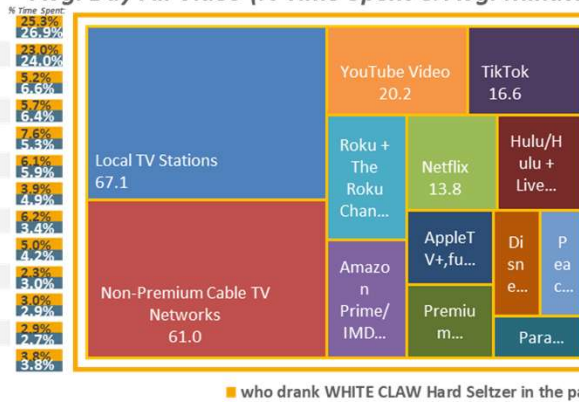 % Time Spent:
25.3%
26.9%
23.0%
24.0%
5.2%
6.6%
5.7%
6.4%
7.6%
5.3%
6.1%
5.9%
3.9%
4.9%
6.2%
3.4%
5.0%
4.2%
2.3%
3.0%
3.0%
2.9%
2.9%
2.7%
3.8%
3.8%
Local TV Stations
67.1
Non-Premium Cable TV
Networks
61.0
YouTube Video
20.2
TikTok
16.6
Roku +
The
Roku
Chan...
Netflix
13.8
Hulu/H
ulu +
Live...
Amazo
n
Prime/
IMD...
AppleT
V+,fu...
Premiu
m...
Di
sn
e...
P
ea
c...
Para...
who drank WHITE CLAW Hard Seltzer in the pa